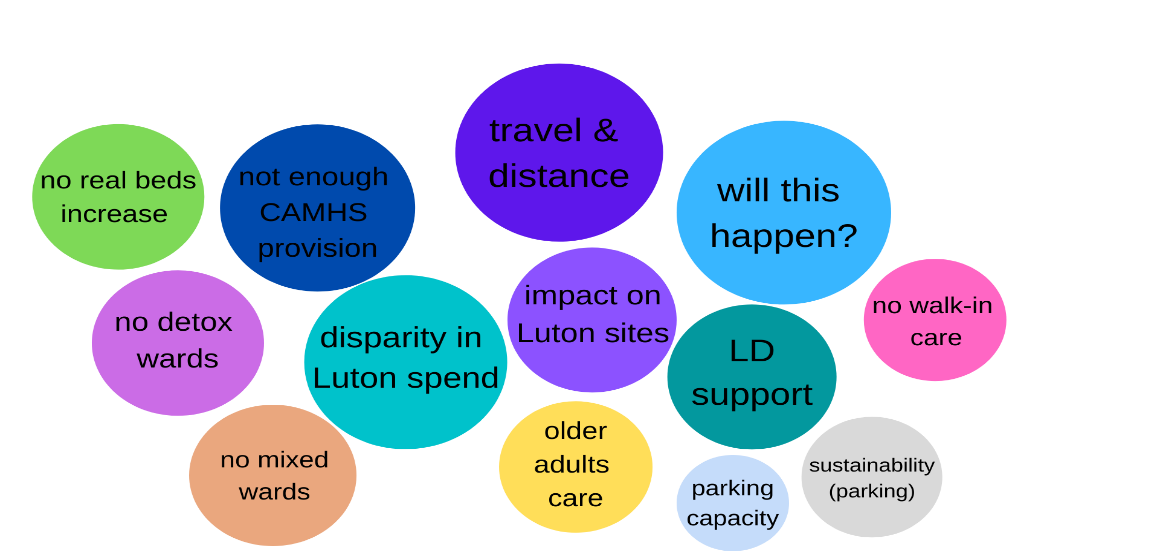 travel &
distance
no real beds
increase
not enough
CAMHS
provision
will this
happen?
no detox
wards
disparity in
Luton spend
impact on
Luton sites
LD
support
no walk-in
care
no mixed
wards
older
adults
care
parking
capacity
sustainability
(parking)